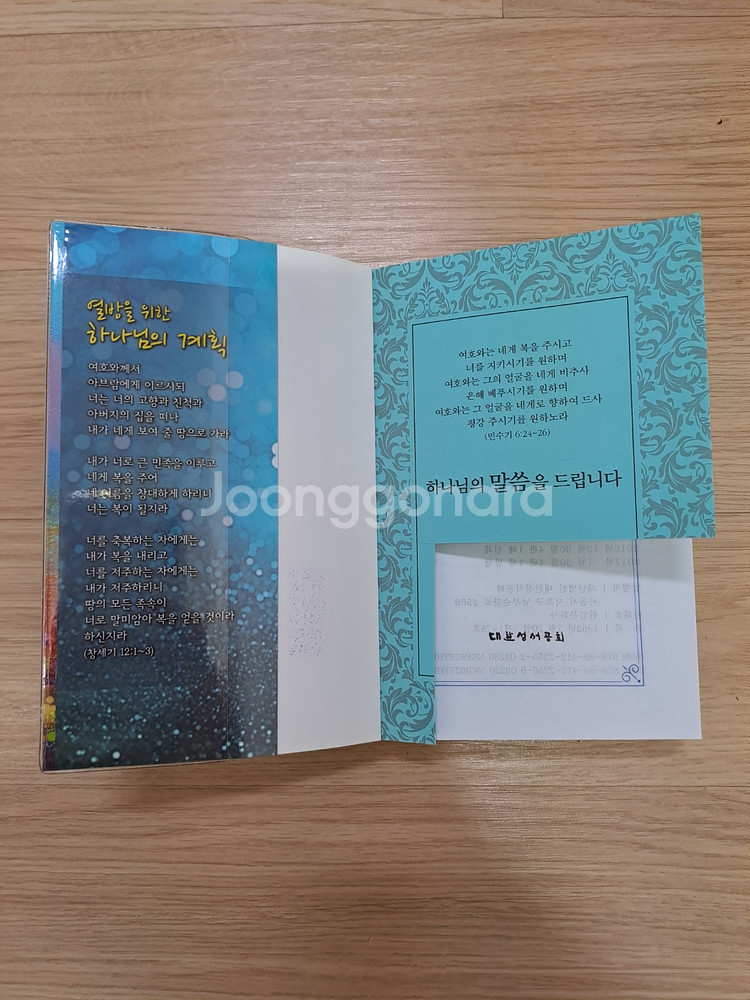 열방을 위한
하나님의 계획
여호와께서
아브람에게 이르시되
너는 너의 고향과 친척과
아버지의 집을 떠나
내가 네게 보여 줄 땅으로 가라
내가 너로 큰 민족을 이루고
네게 복을 주어
네 이름을 창대하게 하리니
너는 복이 될지라
너를 축복하는 자에게는
내가 복을 내리고
너를 저주하는 자에게는
내가 저주하리니
땅의 모든 족속이
너로 말미암아 복을 얻을 것이라
하신지라
(창세기 12:1~3)
여호와는 네게 복을 주시고
너를 지키시기를 원하며
여호와는 그의 얼굴을 네게 비추사
은혜 베푸시기를 원하며
여호와는 그 얼굴을 네게로 향하여 드사
평강 주시기를 원하노라
(민수기 6:24~26)
하나님의 말씀을 드립니다
Joonggonara
대한성서공회